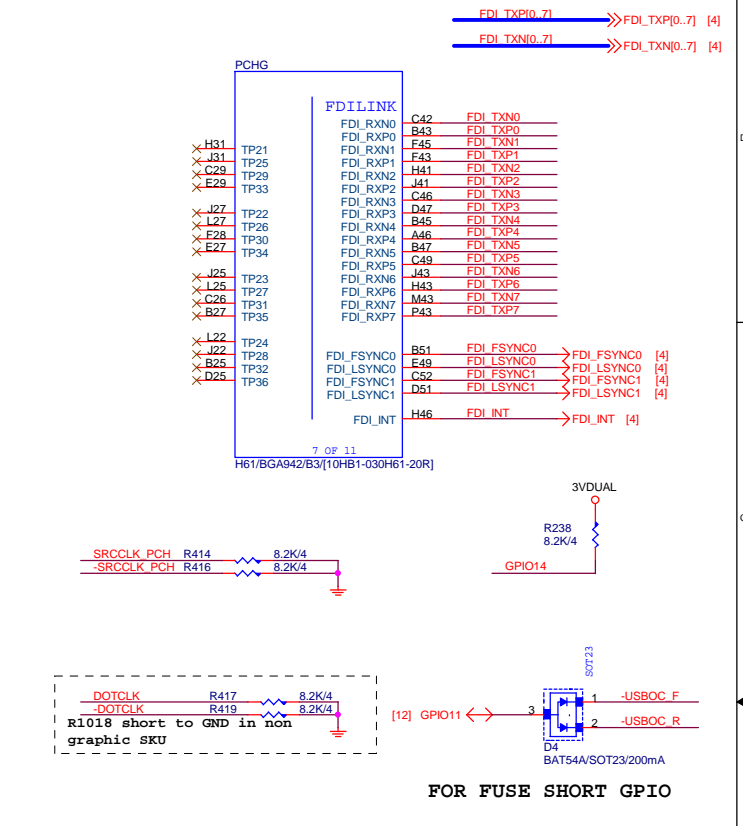 FDI_TXP[0..7] FDI_TXP[0..7] [4]
FDI_TXN[0..7] FDI_TXN[0..7] [4]
PCHG
FDILINK
FDI_RXN0 C42 FDI_TXN0
FDI_RXP0 B43 FDI_TXP0
H31 TP21 FDI_RXN1 F45 FDI_TXN1
J31 TP25 FDI_RXP1 F43 FDI_TXP1
C29 TP29 FDI_RXN2 H41 FDI_TXN2
E29 TP33 FDI_RXP2 J41 FDI_TXP2
FDI_RXN3 C46 FDI_TXN3
J27 TP22 FDI_RXP3 D47 FDI_TXP3
L27 TP26 FDI_RXN4 B45 FDI_TXN4
F28 TP30 FDI_RXP4 A46 FDI_TXP4
E27 TP34 FDI_RXN5 B47 FDI_TXN5
FDI_RXP5 C49 FDI_TXP5
J25 TP23 FDI_RXN6 J43 FDI_TXN6
L25 TP27 FDI_RXP6 H43 FDI_TXP6
C26 TP31 FDI_RXN7 M43 FDI_TXN7
B27 TP35 FDI_RXP7 P43 FDI_TXP7
L22 TP24
J22 TP28 FDI_FSYNC0 B51 FDI_FSYNC0 FDI_FSYNC0 [4]
B25 TP32 FDI_LSYNC0 E49 FDI_LSYNC0 FDI_LSYNC0 [4]
D25 TP36 FDI_FSYNC1 C52 FDI_FSYNC1 FDI_FSYNC1 [4]
FDI_LSYNC1 D51 FDI_LSYNC1 FDI_LSYNC1 [4]
FDI_INT H46 FDI_INT FDI_INT [4]
7 OF 11
H61/BGA942/B3/[10HB1-030H61-20R]
3VDUAL
R238
8.2K/4
GPIO14
SRCCLK_PCH R414 8.2K/4
-SRCCLK_PCH R416 8.2K/4
SOT23
DOTCLK R417 8.2K/4
-DOTCLK R419 8.2K/4
R1018 short to GND in non
graphic SKU
[12] GPIO11 3 1 -USBOC_F
2 -USBOC_R
D4
BAT54A/SOT23/200mA
FOR FUSE SHORT GPIO